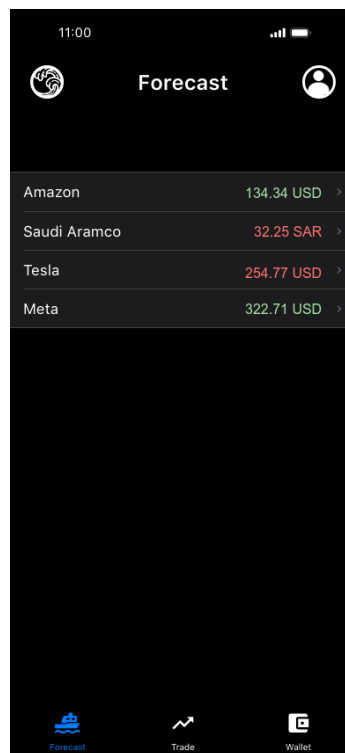 11:00
Forecast
Amazon 134.34 USD
Saudi Aramco 32.25 SAR
Tesla 254.77 USD
Meta 322.71 USD
Forecast Trade Wallet